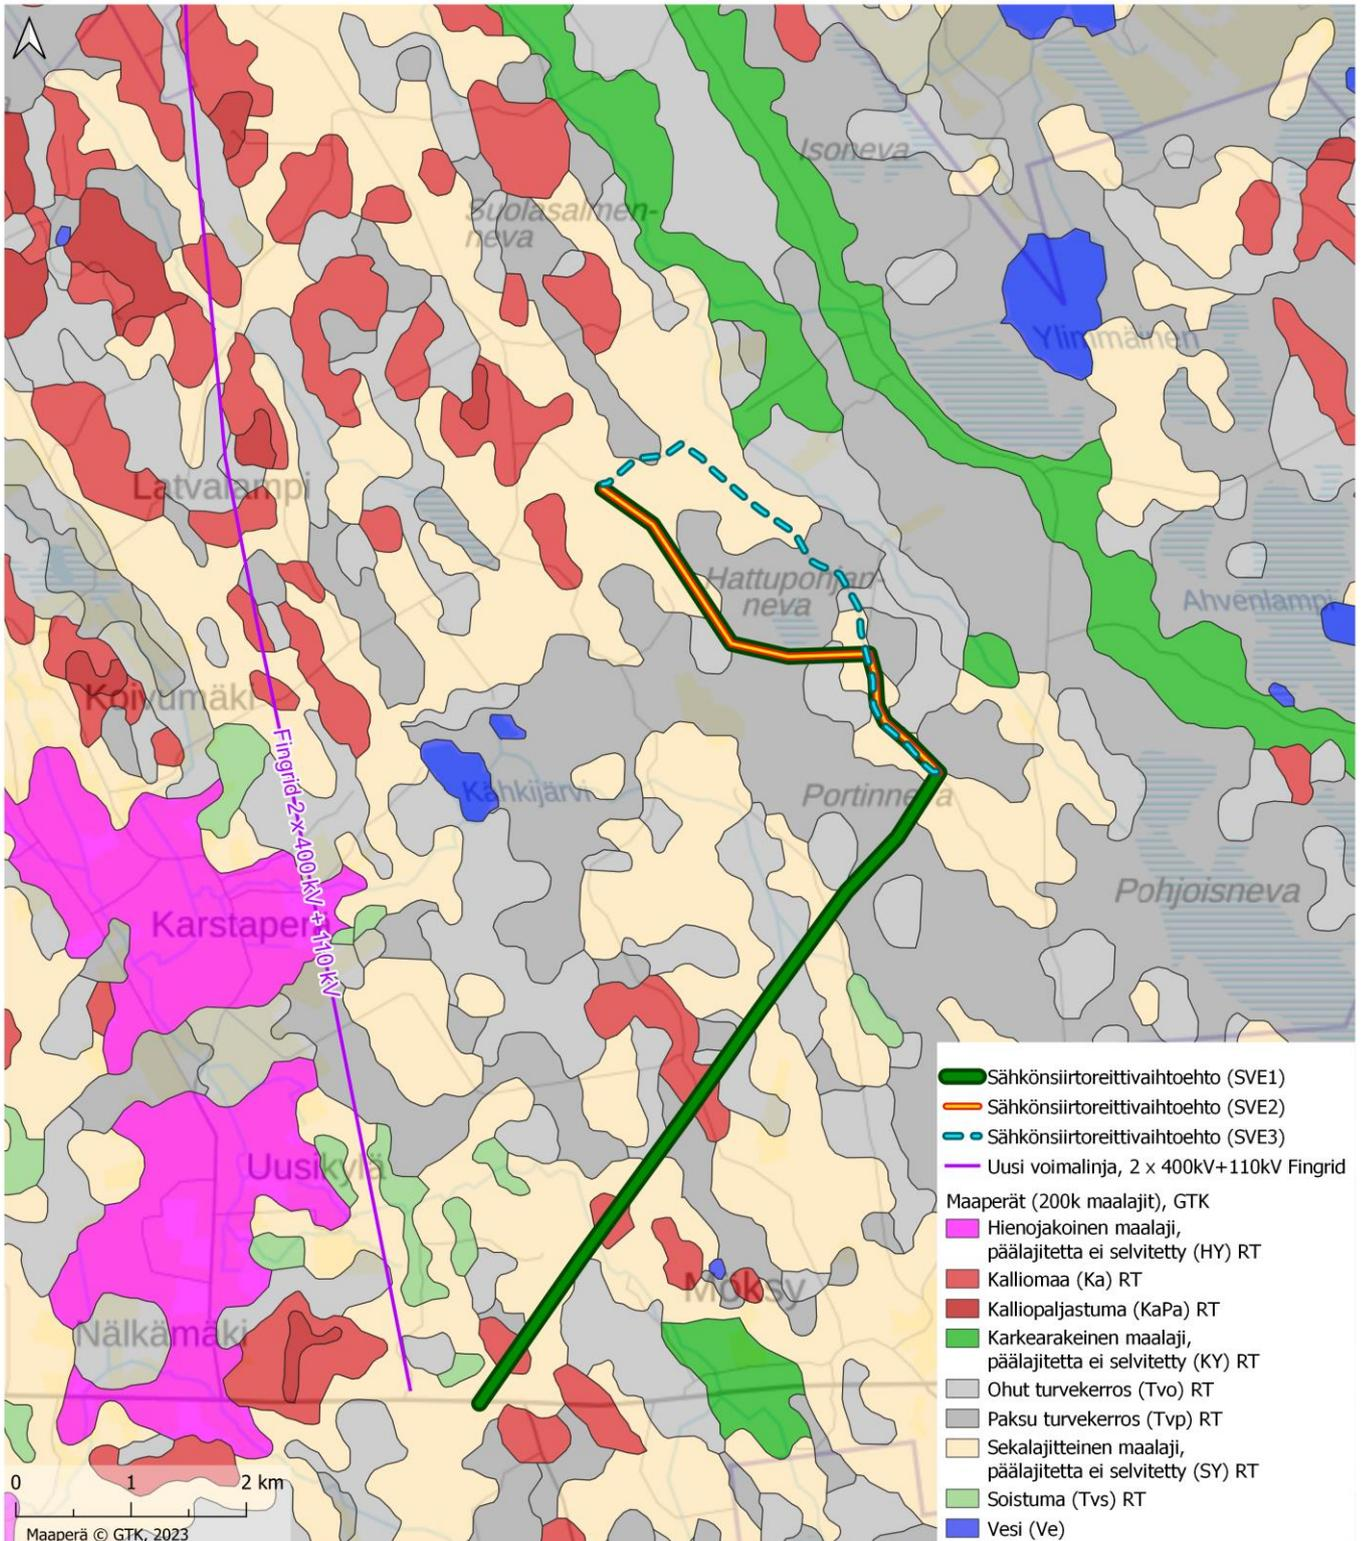 Isoneva
Suolasalmen-
neva
Ylimmäinen
Latvalampi
Hattupohjan-
neva
Ahvenlampi
Koivumäki
Fingrid 2 x 400 kV + 110 kV
Kähkijärvi
Portinneva
Pohjoisneva
Karstaperä
Uusikylä
Möksy
Nälkämäki
Sähkönsiirtoreittivaihtoehto (SVE1)
Sähkönsiirtoreittivaihtoehto (SVE2)
Sähkönsiirtoreittivaihtoehto (SVE3)
Uusi voimalinja, 2 x 400kV+110kV Fingrid
Maaperät (200k maalajit), GTK
Hienojakoinen maalaji,
päälajitetta ei selvitetty (HY) RT
Kalliomaa (Ka) RT
Kalliopaljastuma (KaPa) RT
Karkearakeinen maalaji,
päälajitetta ei selvitetty (KY) RT
Ohut turvekerros (Tvo) RT
Paksu turvekerros (Tvp) RT
Sekalajitteinen maalaji,
päälajitetta ei selvitetty (SY) RT
Soistuma (Tvs) RT
Vesi (Ve)
0 1 2 km
Maaperä © GTK, 2023